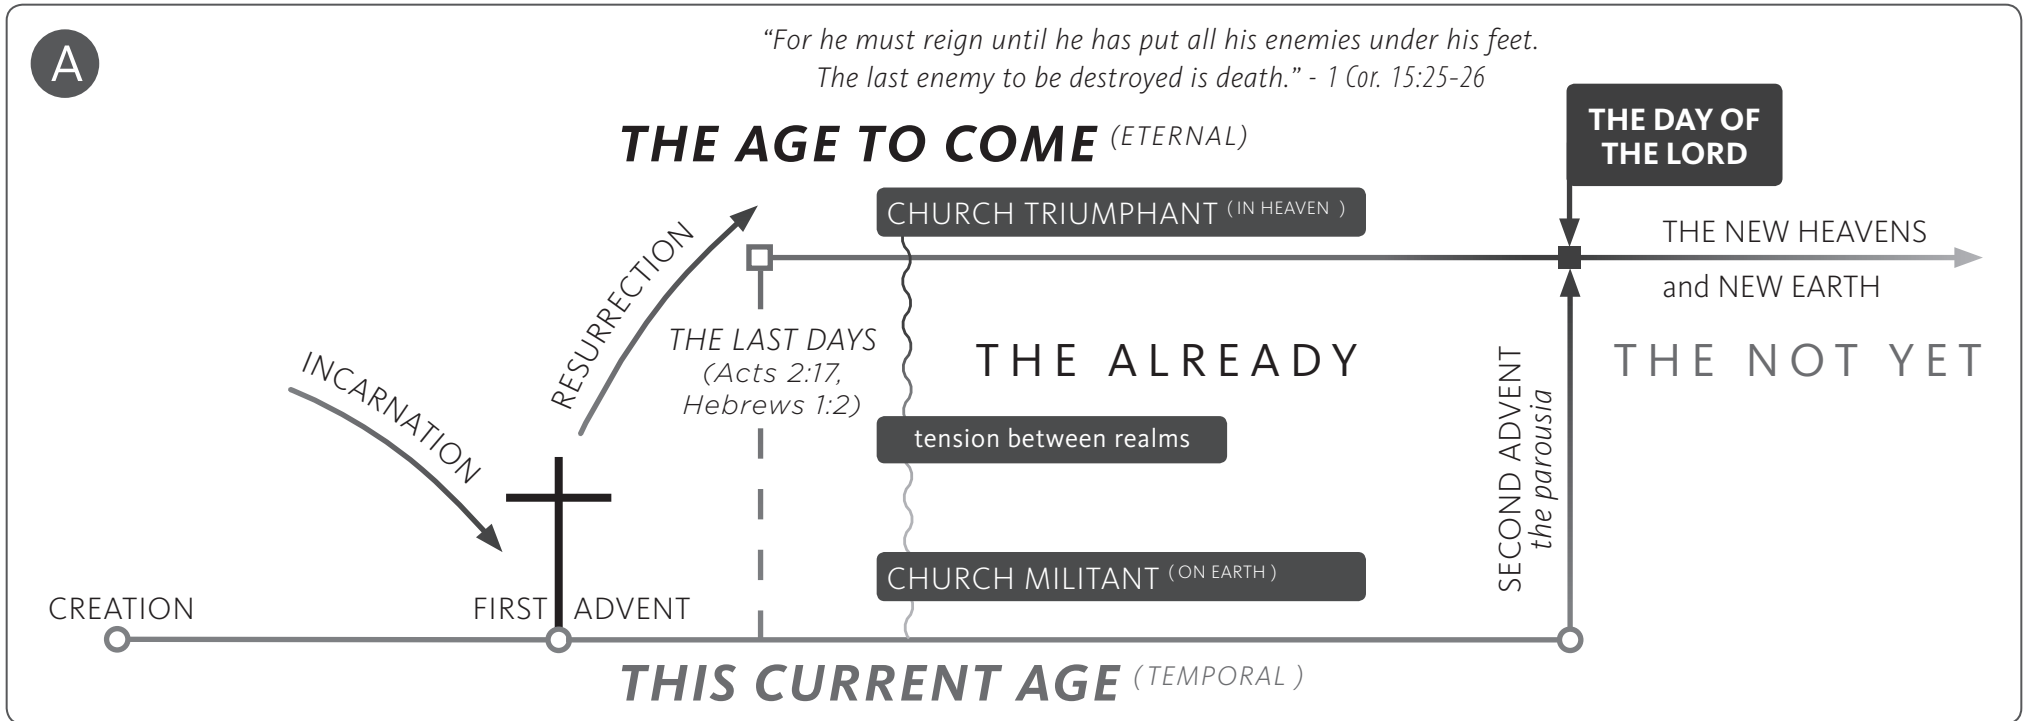 A
“For he must reign until he has put all his enemies under his feet.
The last enemy to be destroyed is death.” - 1 Cor. 15:25-26
THE AGE TO COME (ETERNAL)
THE DAY OF
THE LORD
CHURCH TRIUMPHANT ( IN HEAVEN )
THE NEW HEAVENS
and NEW EARTH
INCARNATION
RESURRECTION
THE LAST DAYS
(Acts 2:17,
Hebrews 1:2)
THE ALREADY
THE NOT YET
tension between realms
SECOND ADVENT
the parousia
CHURCH MILITANT ( ON EARTH )
CREATION
FIRST ADVENT
THIS CURRENT AGE ( TEMPORAL )